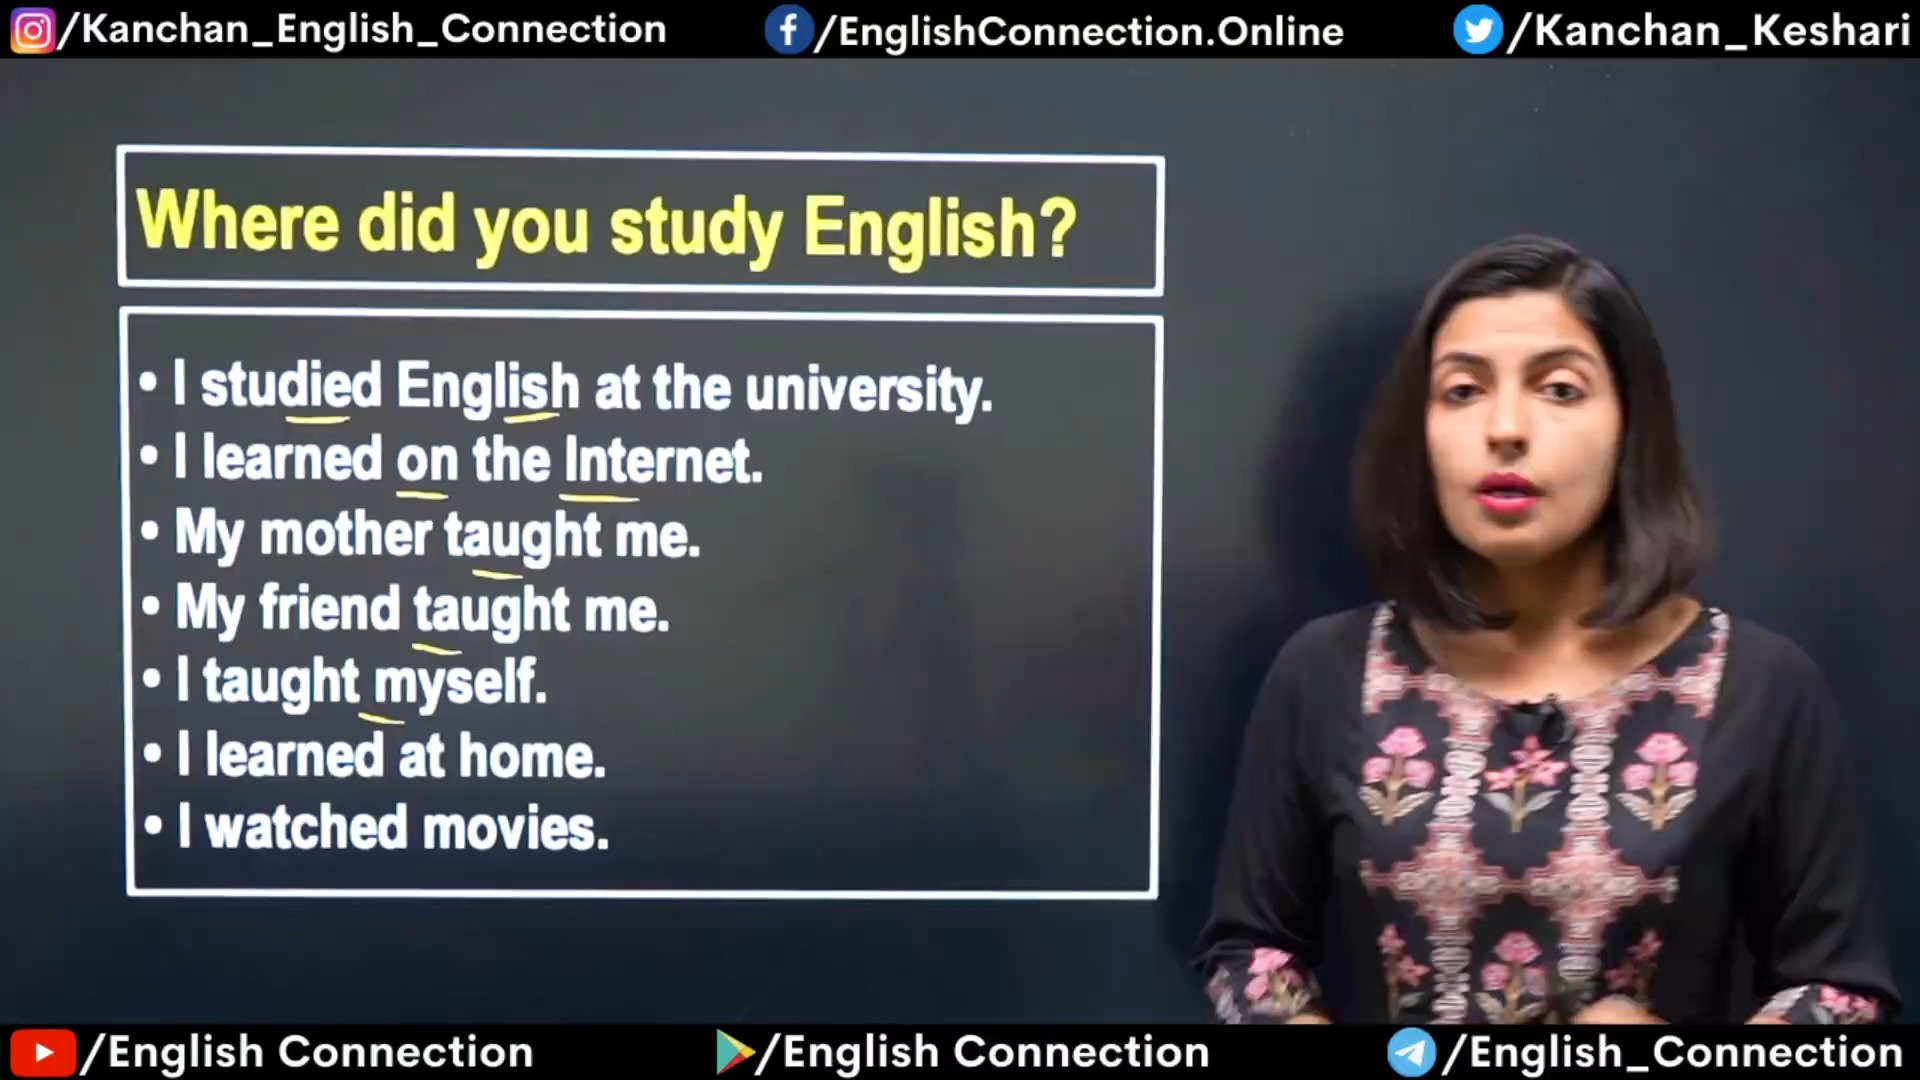 /Kanchan_English_Connection
/EnglishConnection.Online
/Kanchan_Keshari
Where did you study English?
• I studied English at the university.
• I learned on the Internet.
• My mother taught me.
• My friend taught me.
• I taught myself.
• I learned at home.
• I watched movies.
/English Connection
/English Connection
/English_Connection